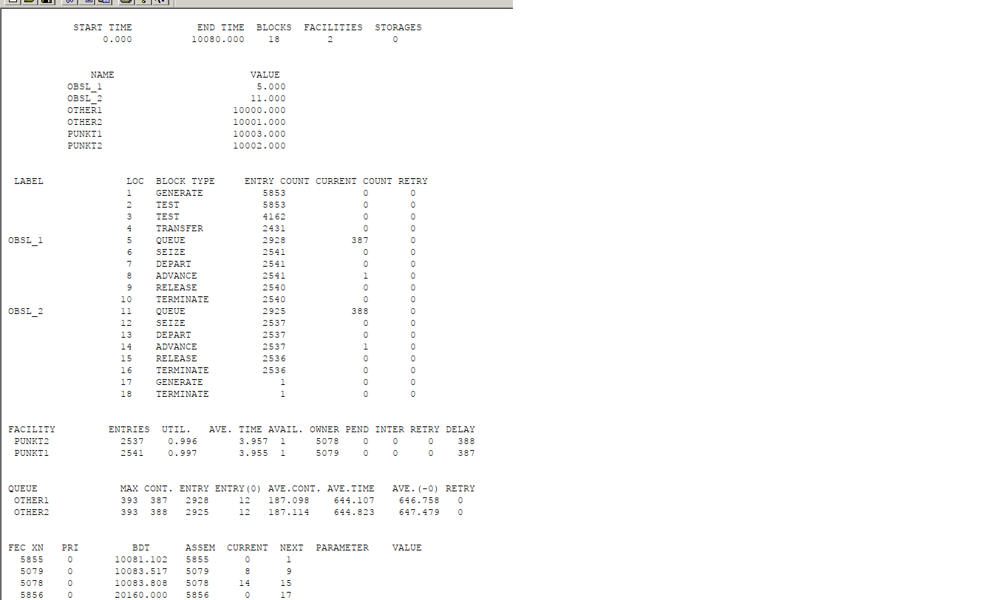 START TIME END TIME BLOCKS FACILITIES STORAGES
0.000 10080.000 18 2 0
NAME VALUE
OBSL_1 5.000
OBSL_2 11.000
OTHER1 10000.000
OTHER2 10001.000
PUNKT1 10003.000
PUNKT2 10002.000
LABEL LOC BLOCK TYPE ENTRY COUNT CURRENT COUNT RETRY
1 GENERATE 5853 0 0
2 TEST 5853 0 0
3 TEST 4162 0 0
4 TRANSFER 2431 0 0
OBSL_1 5 QUEUE 2928 387 0
6 SEIZE 2541 0 0
7 DEPART 2541 0 0
8 ADVANCE 2541 1 0
9 RELEASE 2540 0 0
10 TERMINATE 2540 0 0
OBSL_2 11 QUEUE 2925 388 0
12 SEIZE 2537 0 0
13 DEPART 2537 0 0
14 ADVANCE 2537 1 0
15 RELEASE 2536 0 0
16 TERMINATE 2536 0 0
17 GENERATE 1 0 0
18 TERMINATE 1 0 0
FACILITY ENTRIES UTIL. AVE. TIME AVAIL. OWNER PEND INTER RETRY DELAY
PUNKT2 2537 0.996 3.957 1 5078 0 0 0 388
PUNKT1 2541 0.997 3.955 1 5079 0 0 0 387
QUEUE MAX CONT. ENTRY ENTRY(0) AVE.CONT. AVE.TIME AVE.(-0) RETRY
OTHER1 393 387 2928 12 187.098 644.107 646.758 0
OTHER2 393 388 2925 12 187.114 644.823 647.479 0
FEC XN PRI BDT ASSEM CURRENT NEXT PARAMETER VALUE
5855 0 10081.102 5855 0 1
5079 0 10083.517 5079 8 9
5078 0 10083.808 5078 14 15
5856 0 20160.000 5856 0 17